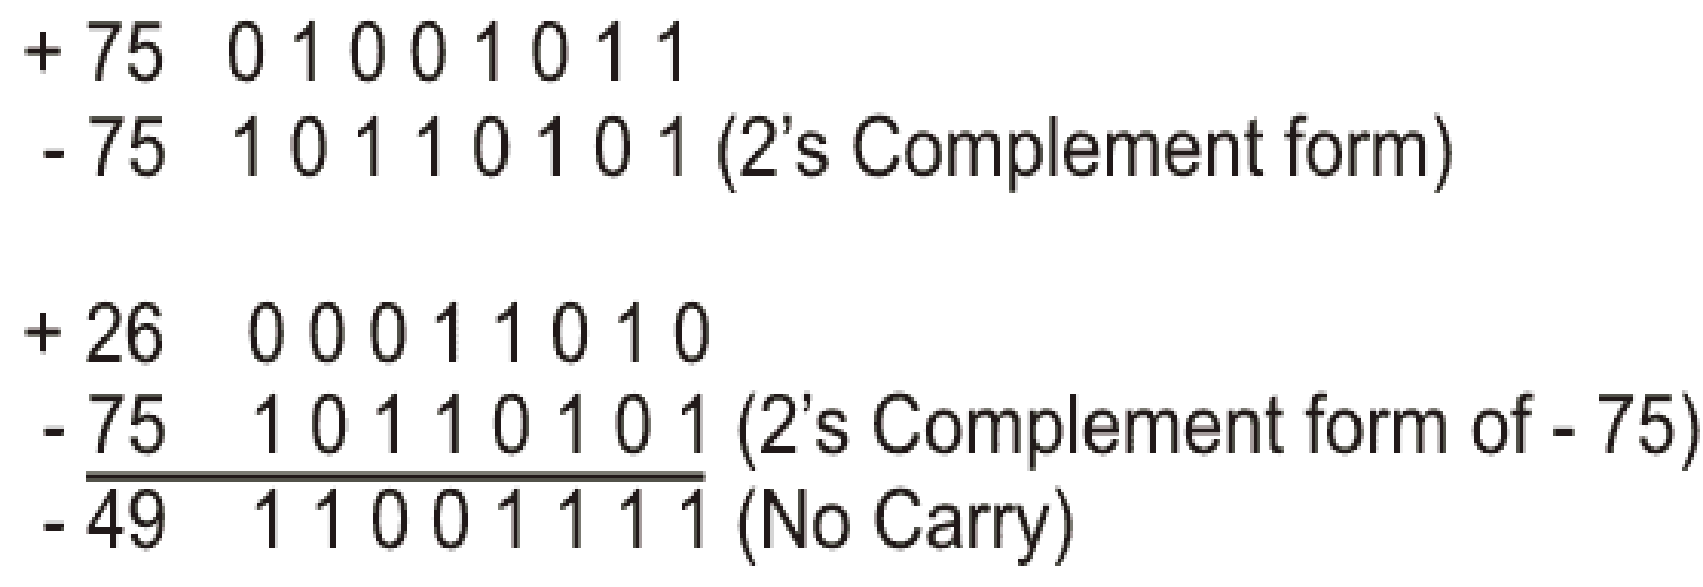 + 75 0 1 0 0 1 0 1 1
- 75 1 0 1 1 0 1 0 1 (2's Complement form)
+ 26 0 0 0 1 1 0 1 0
- 75 1 0 1 1 0 1 0 1 (2's Complement form of - 75)
- 49 1 1 0 0 1 1 1 1 (No Carry)